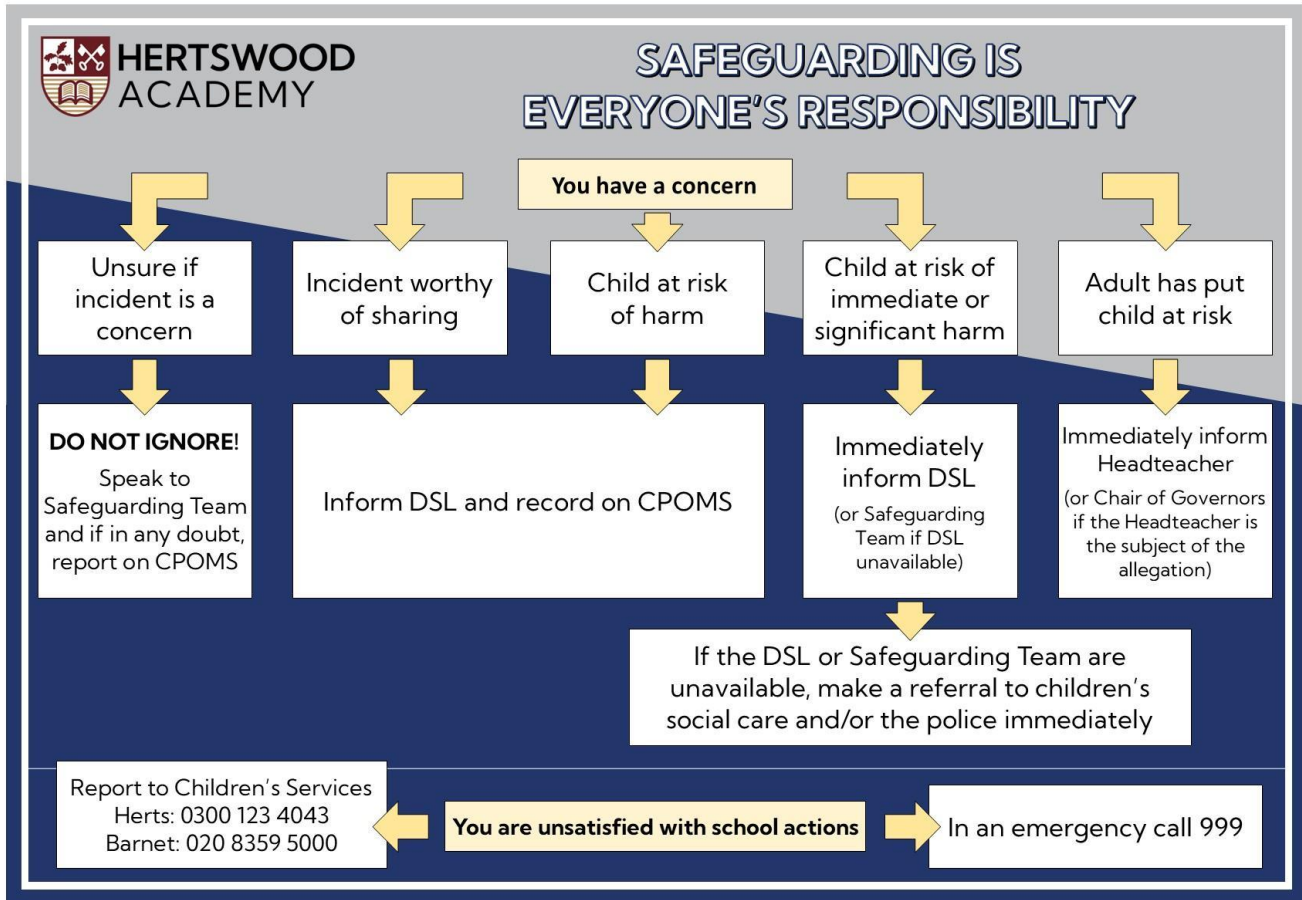 HERTSWOOD
ACADEMY
SAFEGUARDING IS
EVERYONE'S RESPONSIBILITY
You have a concern
Unsure if
incident is a
concern
Incident worthy
of sharing
Child at risk
of harm
Child at risk of
immediate or
significant harm
Adult has put
child at risk
DO NOT IGNORE!
Speak to
Safeguarding Team
and if in any doubt,
report on CPOMS
Inform DSL and record on CPOMS
Immediately
inform DSL
(or Safeguarding
Team if DSL
unavailable)
Immediately inform
Headteacher
(or Chair of Governors
if the Headteacher is
the subject of the
allegation)
If the DSL or Safeguarding Team are
unavailable, make a referral to children's
social care and/or the police immediately
Report to Children's Services
Herts: 0300 123 4043
Barnet: 020 8359 5000
You are unsatisfied with school actions
In an emergency call 999